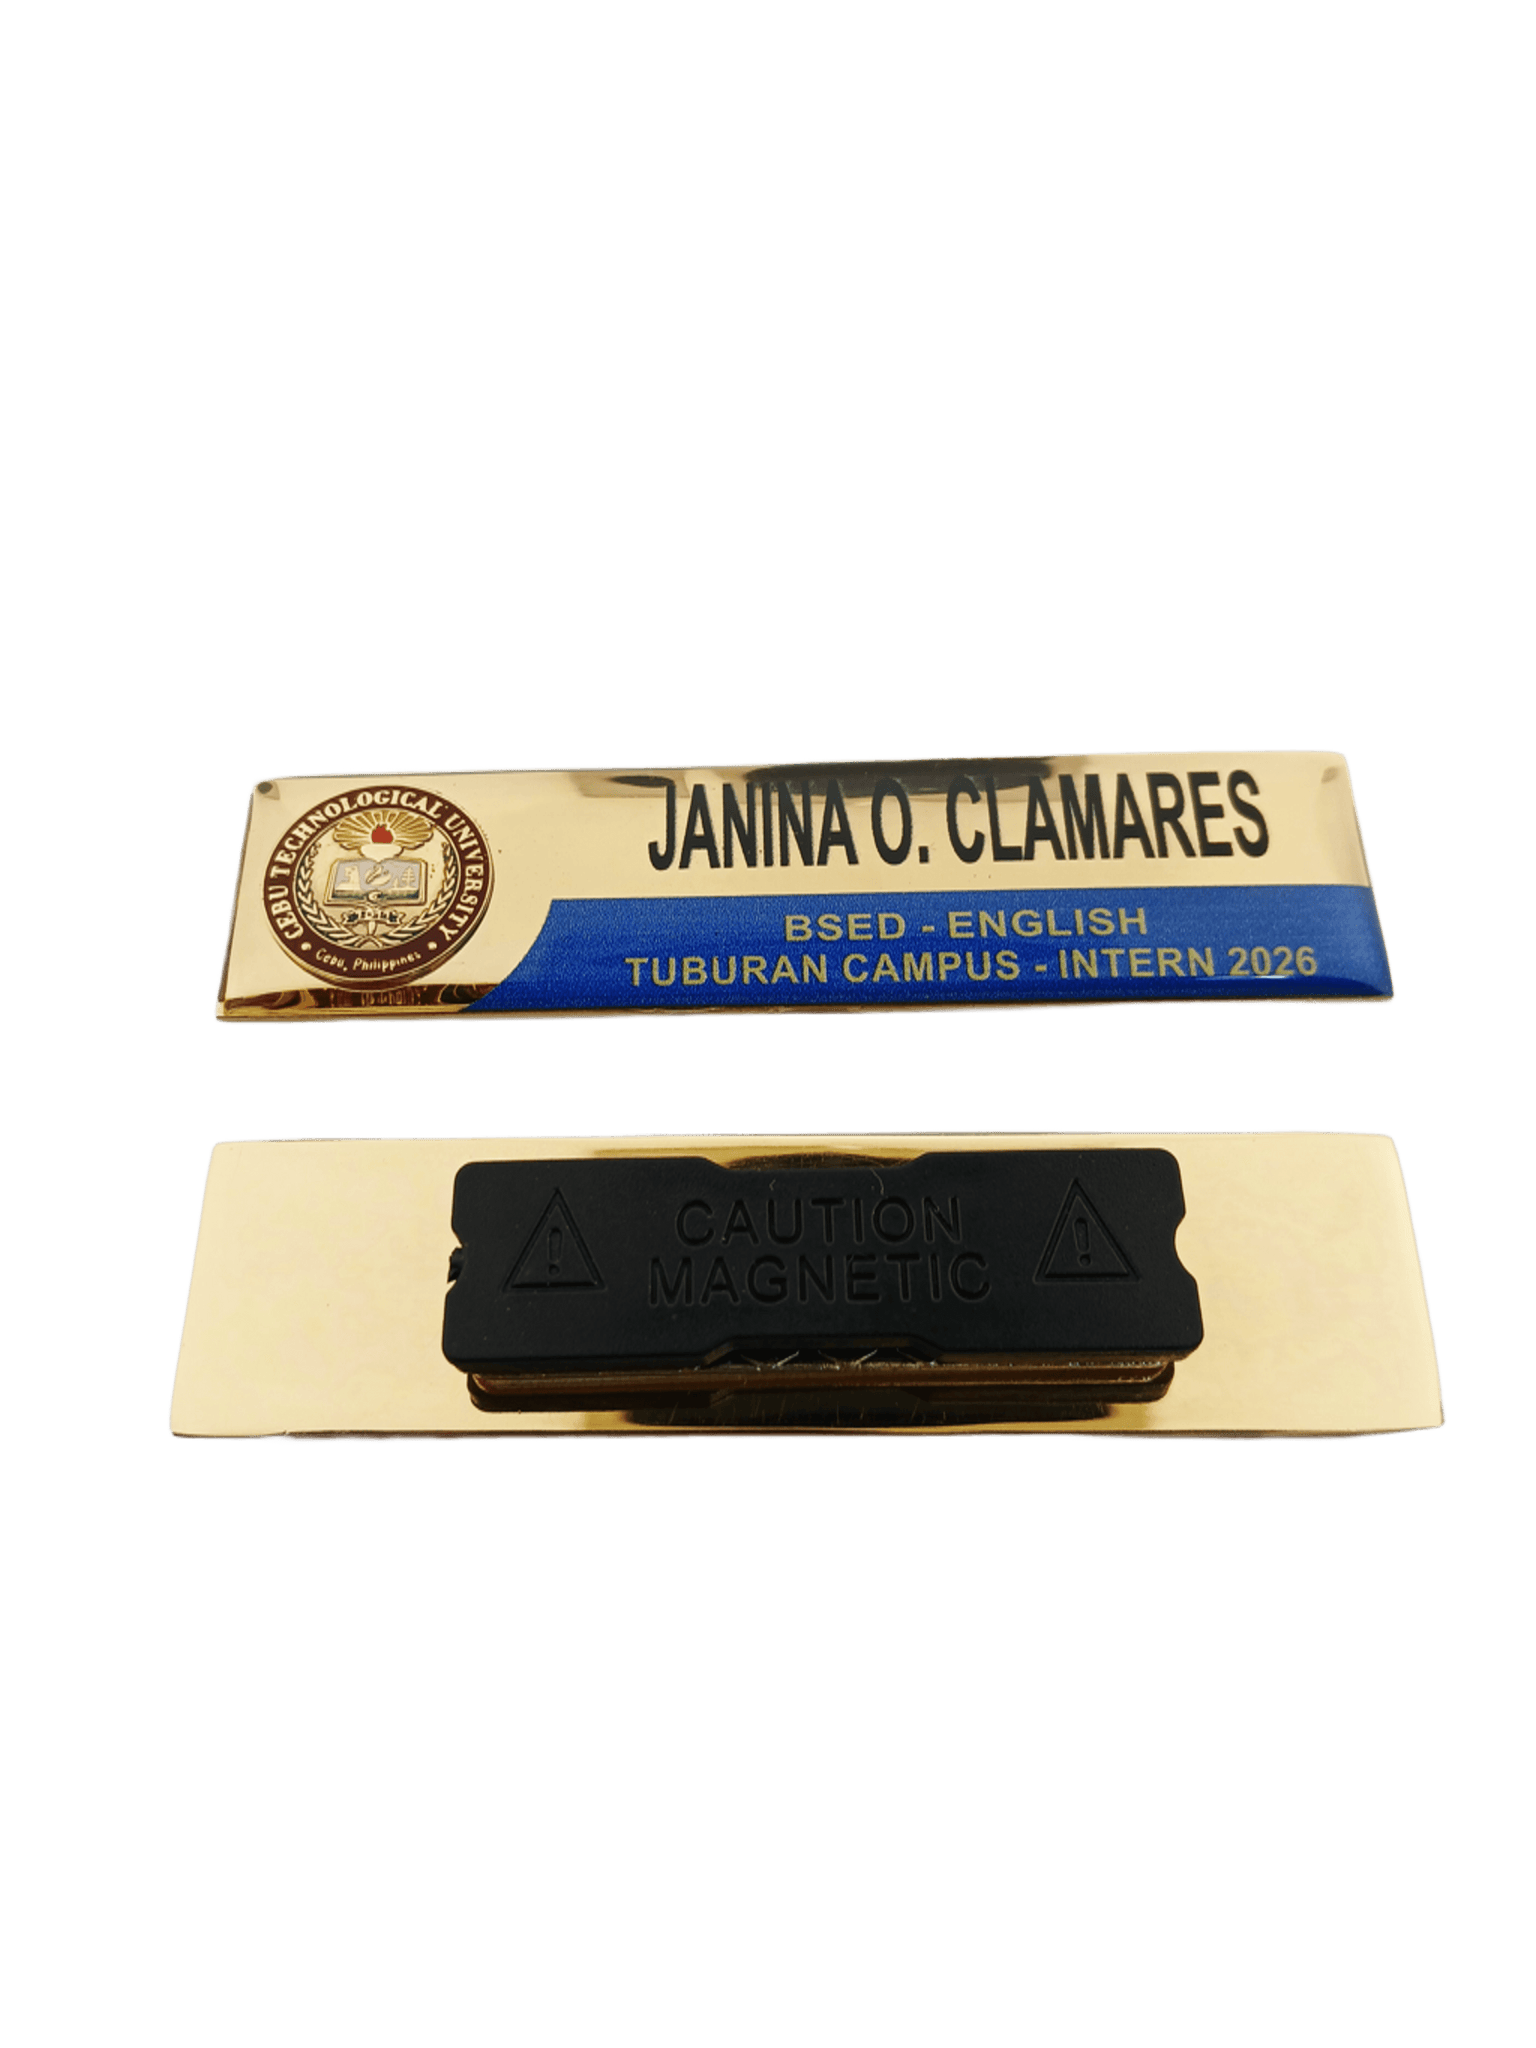 CEBU TECHNOLOGICAL UNIVERSITY
Cebu, Philippines
JANINA O. CLAMARES
BSED - ENGLISH
TUBURAN CAMPUS - INTERN 2026
CAUTION
MAGNETIC